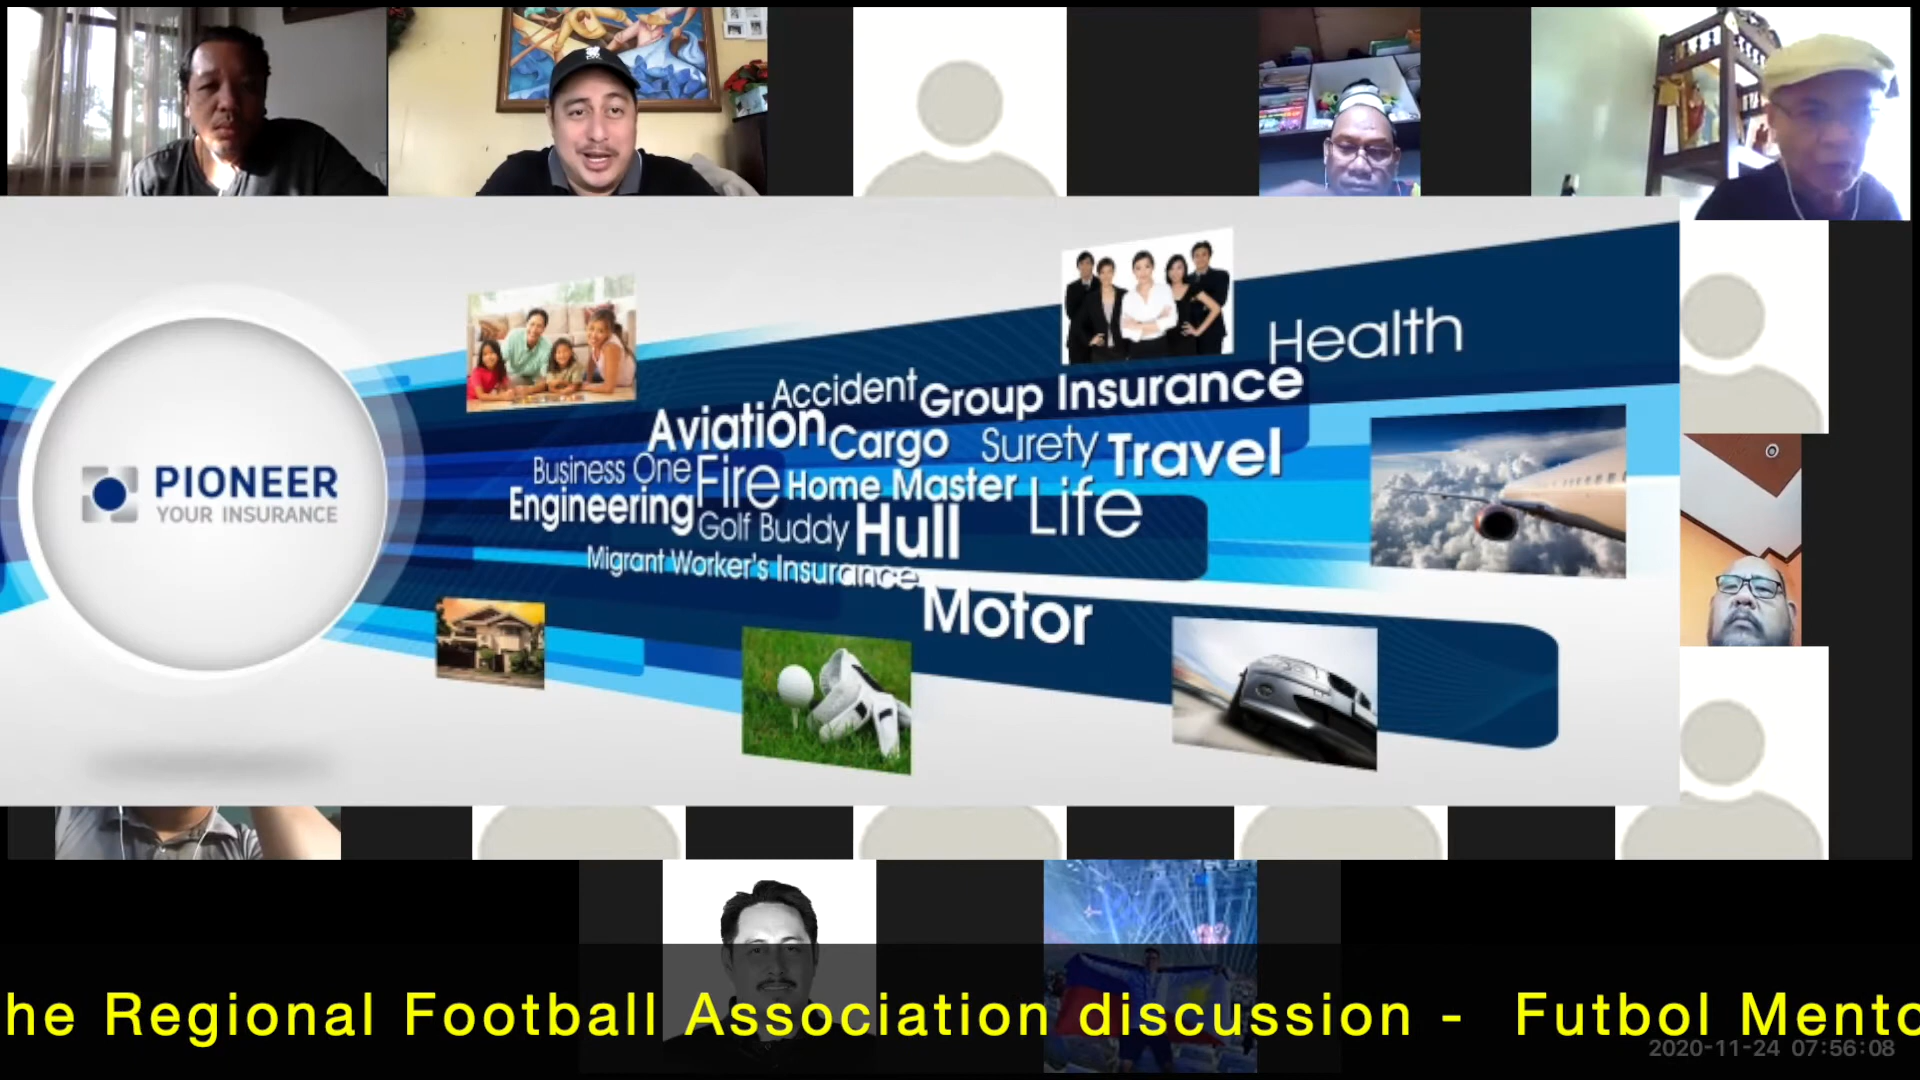 Health
Accident Group Insurance
Aviation Cargo Surety Travel
Business One Fire Home Master Life
PIONEER
YOUR INSURANCE
Engineering Golf Buddy Hull
Migrant Worker's Insurance
Motor
he Regional Football Association discussion - Futbol Mento
2020-11-24 07:56:08